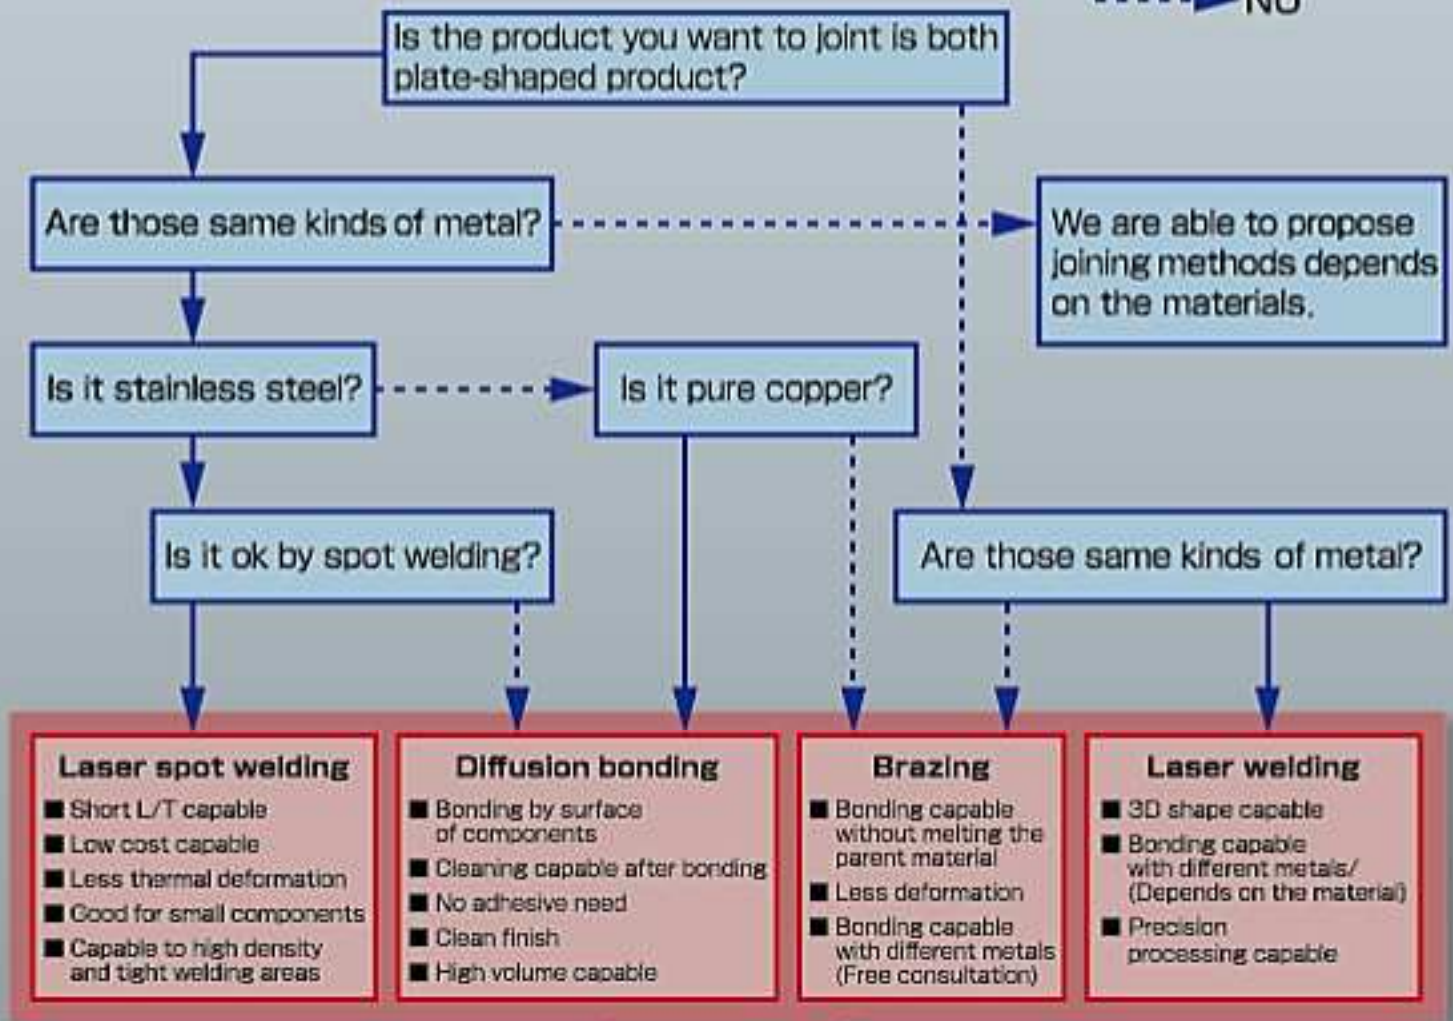 NO
Is the product you want to joint is both
plate-shaped product?
Are those same kinds of metal?
We are able to propose
joining methods depends
on the materials.
Is it stainless steel?
Is it pure copper?
Is it ok by spot welding?
Are those same kinds of metal?
Laser spot welding
■ Short L/T capable
■ Low cost capable
■ Less thermal deformation
■ Good for small components
■ Capable to high density
and tight welding areas
Diffusion bonding
■ Bonding by surface
of components
■ Cleaning capable after bonding
■ No adhesive need
■ Clean finish
■ High volume capable
Brazing
■ Bonding capable
without melting the
parent material
■ Less deformation
■ Bonding capable
with different metals
(Free consultation)
Laser welding
■ 3D shape capable
■ Bonding capable
with different metals/
(Depends on the material)
■ Precision
processing capable